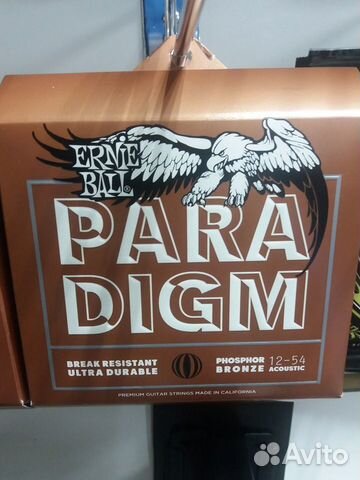 ERNIE
BALL®
PARA
DIGM
BREAK RESISTANT
ULTRA DURABLE
PHOSPHOR
BRONZE
12-54
ACOUSTIC
PREMIUM GUITAR STRINGS MADE IN CALIFORNIA
Avito